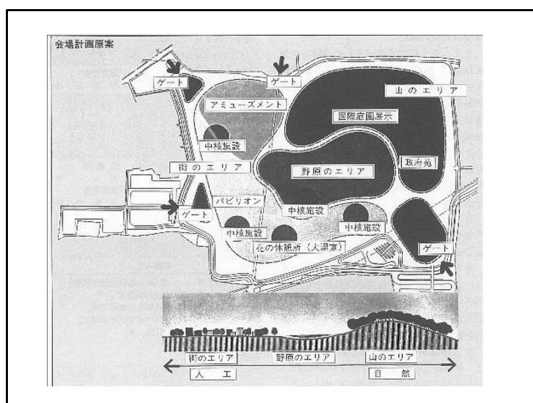 会場計画原案
ゲート
ゲート
山のエリア
アミューズメント
国際庭園展示
中核施設
街のエリア
野原のエリア
政府苑
パビリオン
ゲート
中核施設
中核施設
中核施設
花の休憩所（大温室）
ゲート
街のエリア
野原のエリア
山のエリア
人工
自然